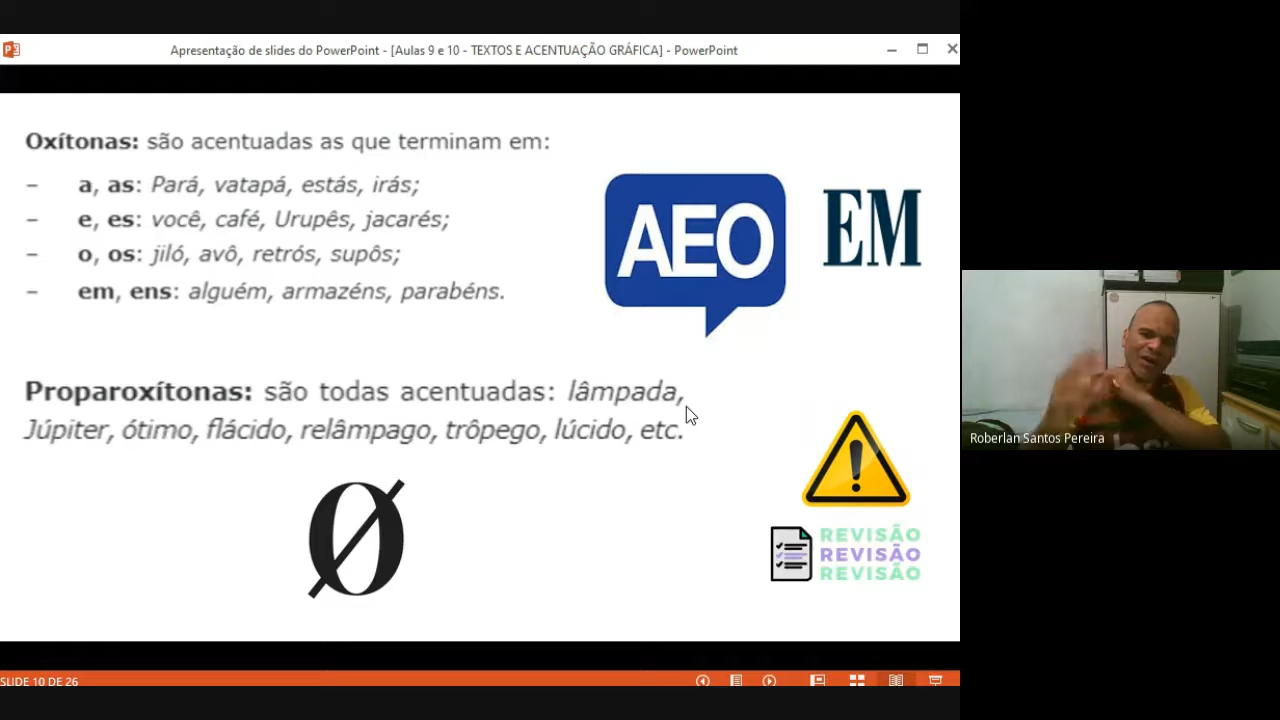 Apresentação de slides do PowerPoint - [Aulas 9 e 10 - TEXTOS E ACENTUAÇÃO GRÁFICA] - PowerPoint
Oxítonas: são acentuadas as que terminam em:
– a, as: Pará, vatapá, estás, irás;
– e, es: você, café, Urupês, jacarés;
– o, os: jiló, avô, retrós, supôs;
– em, ens: alguém, armazéns, parabéns.
AEO
EM
Proparoxítonas: são todas acentuadas: lâmpada,
Júpiter, ótimo, flácido, relâmpago, trôpego, lúcido, etc.
Ø
REVISÃO
REVISÃO
REVISÃO
Roberlan Santos Pereira
SLIDE 10 DE 26